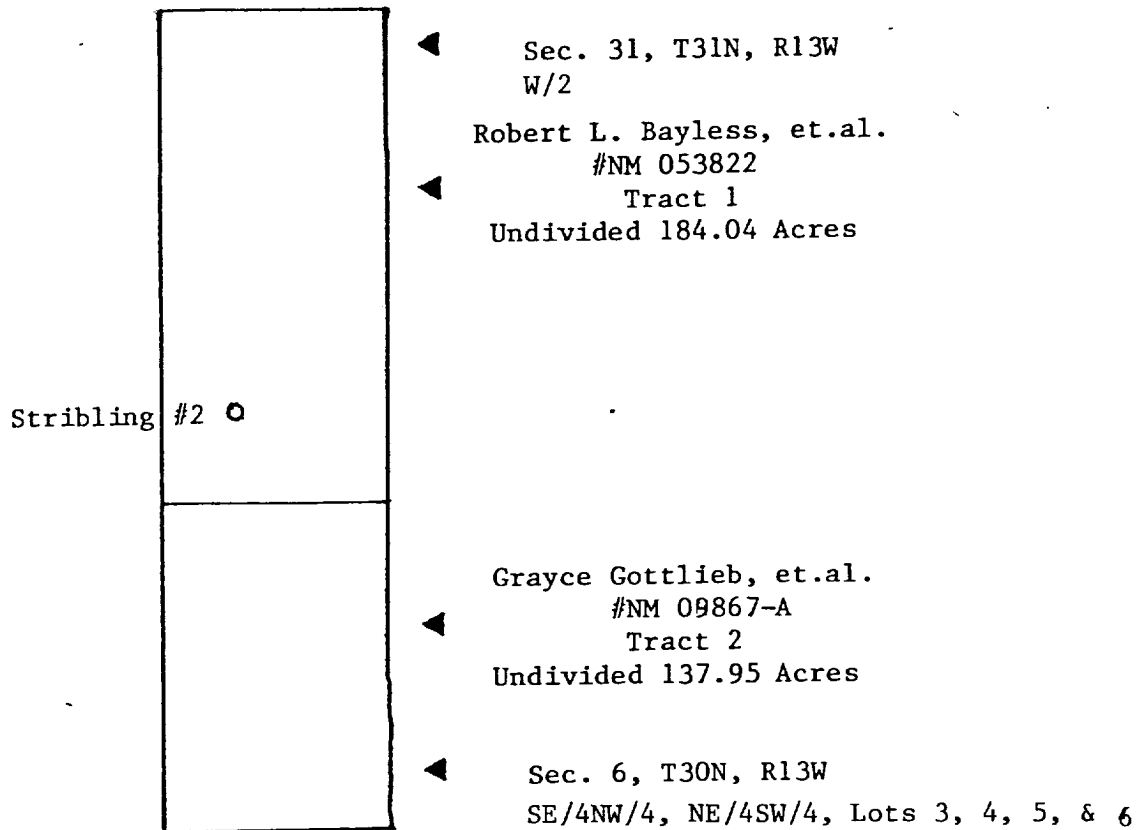 Sec. 31, T31N, R13W
W/2
Robert L. Bayless, et.al.
#NM 053822
Tract 1
Undivided 184.04 Acres
Stribling #2
Grayce Gottlieb, et.al.
#NM 09867-A
Tract 2
Undivided 137.95 Acres
Sec. 6, T30N, R13W
SE/4NW/4, NE/4SW/4, Lots 3, 4, 5, & 6